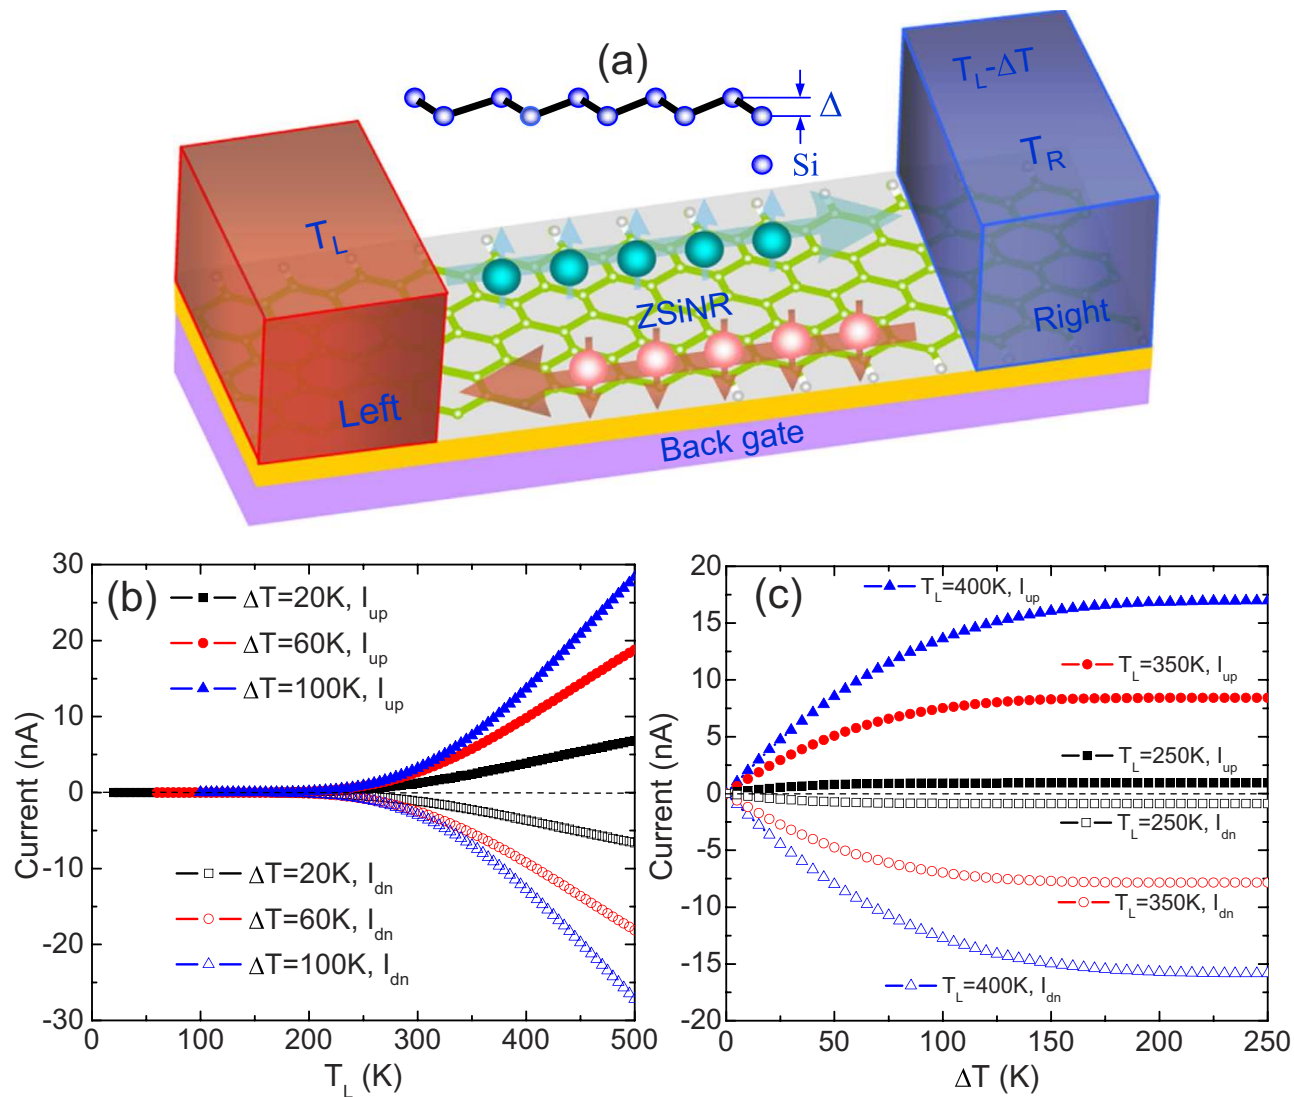 (a)
Δ
Si
T_L-ΔT
T_R
T_L
ZSiNR
Right
Left
Back gate
(b)
ΔT=20K, I_up
ΔT=60K, I_up
ΔT=100K, I_up
ΔT=20K, I_dn
ΔT=60K, I_dn
ΔT=100K, I_dn
Current (nA)
30
20
10
0
-10
-20
-30
0 100 200 300 400 500
T_L (K)
(c)
T_L=400K, I_up
T_L=350K, I_up
T_L=250K, I_up
T_L=250K, I_dn
T_L=350K, I_dn
T_L=400K, I_dn
Current (nA)
20
15
10
5
0
-5
-10
-15
-20
0 50 100 150 200 250
ΔT (K)